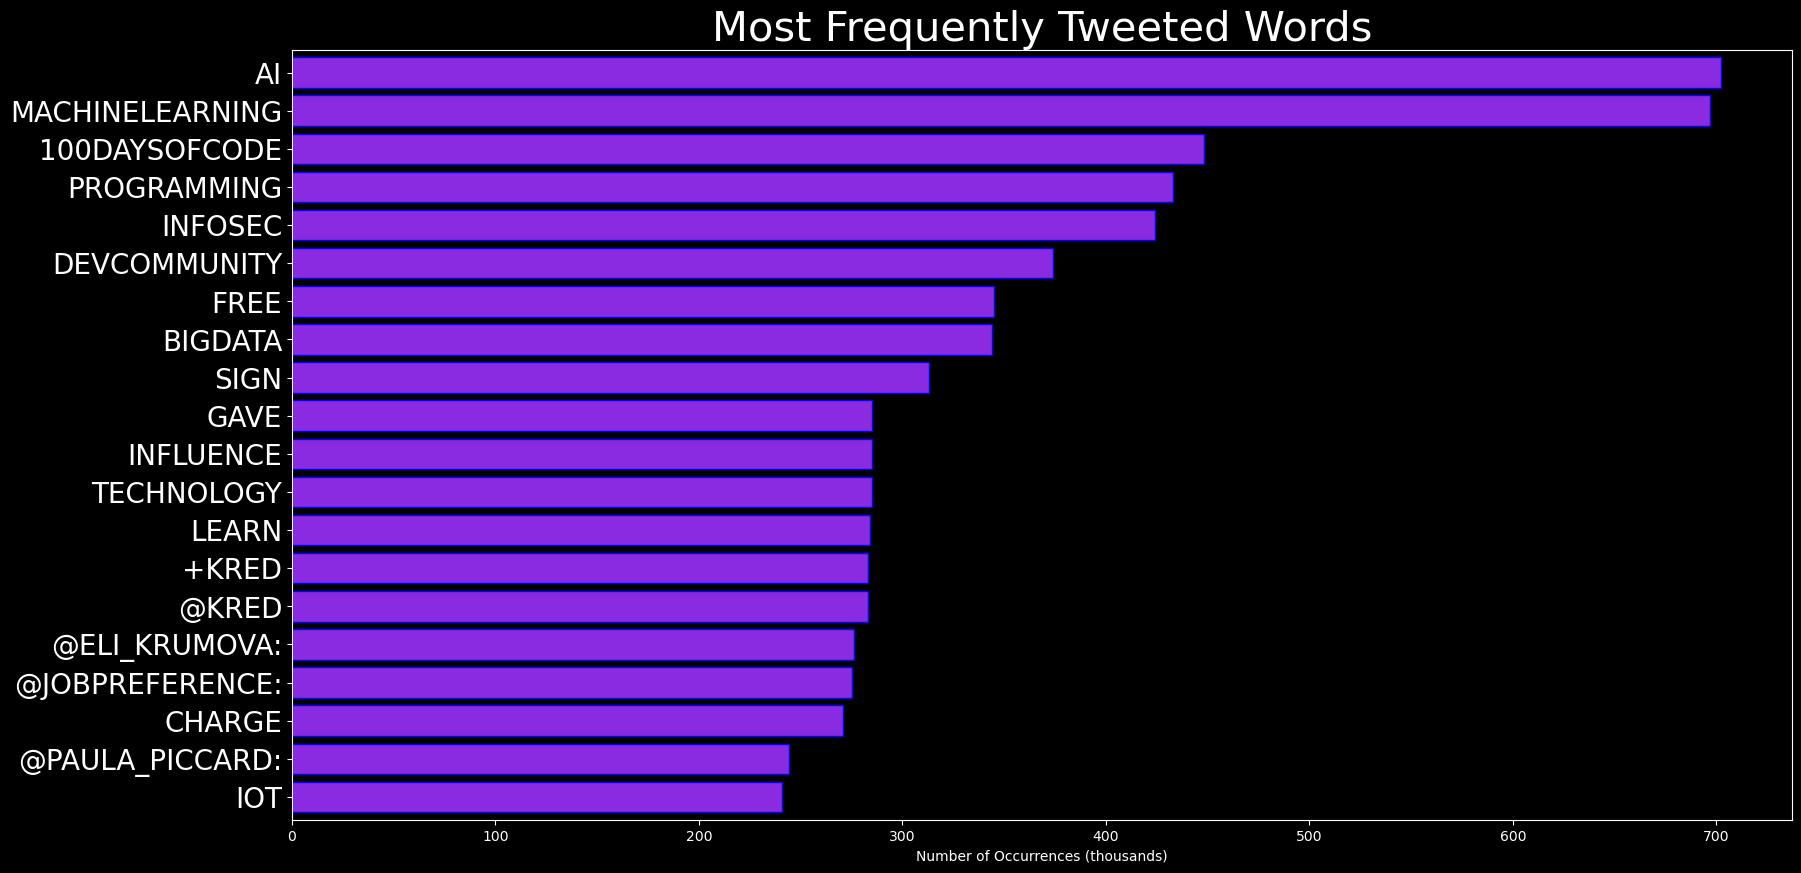 Most Frequently Tweeted Words
AI
MACHINELEARNING
100DAYSOFCODE
PROGRAMMING
INFOSEC
DEVCOMMUNITY
FREE
BIGDATA
SIGN
GAVE
INFLUENCE
TECHNOLOGY
LEARN
+KRED
@KRED
@ELI_KRUMOVA:
@JOBPREFERENCE:
CHARGE
@PAULA_PICCARD:
IOT
0 100 200 300 400 500 600 700
Number of Occurrences (thousands)